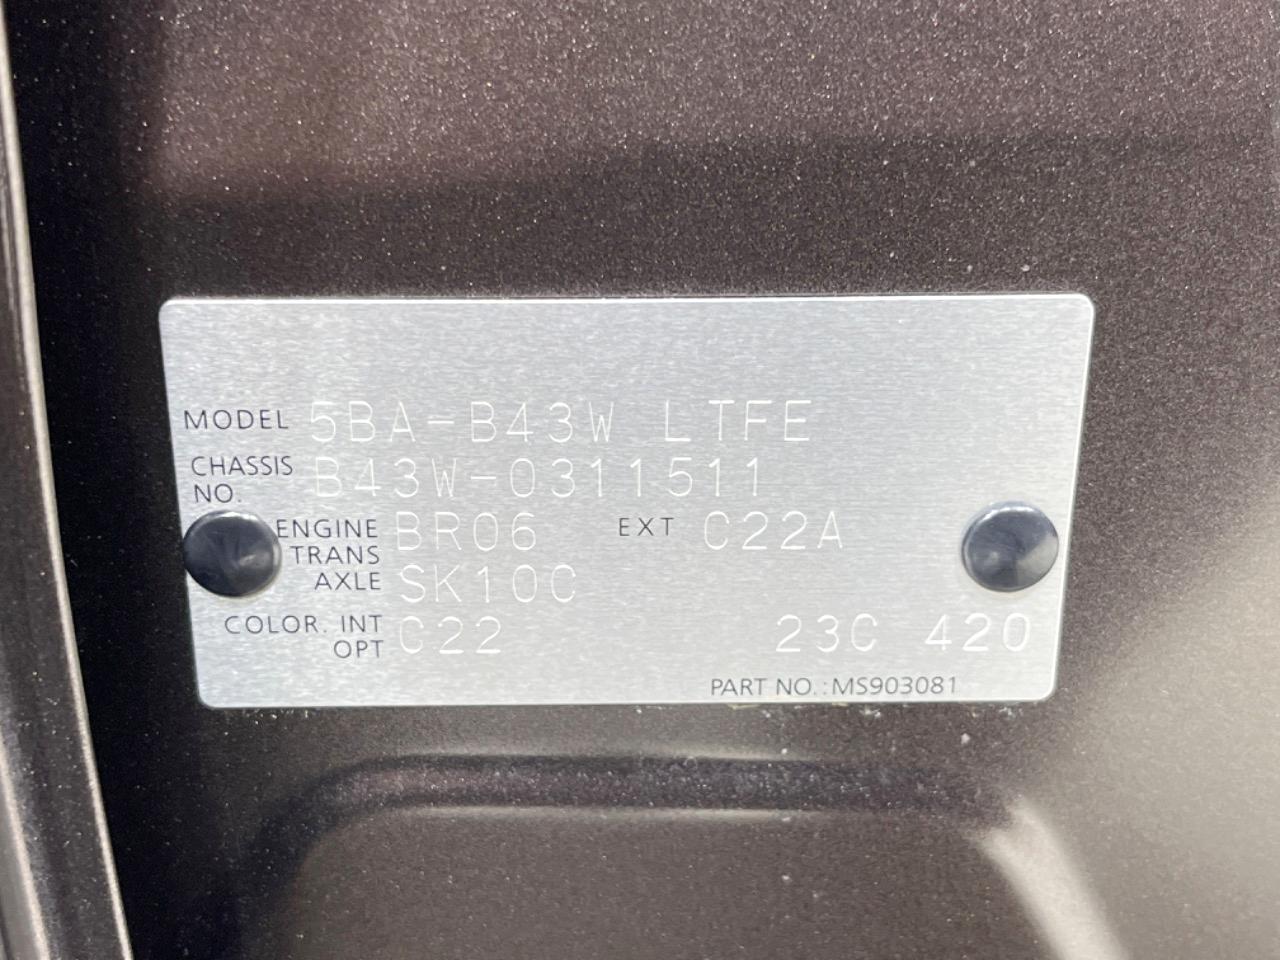 MODEL 5BA-B43W LTFE
CHASSIS NO. B43W-0311511
ENGINE BR06 EXT C22A
TRANS AXLE SK10C
COLOR. INT OPT C22 23C 420
PART NO.:MS903081